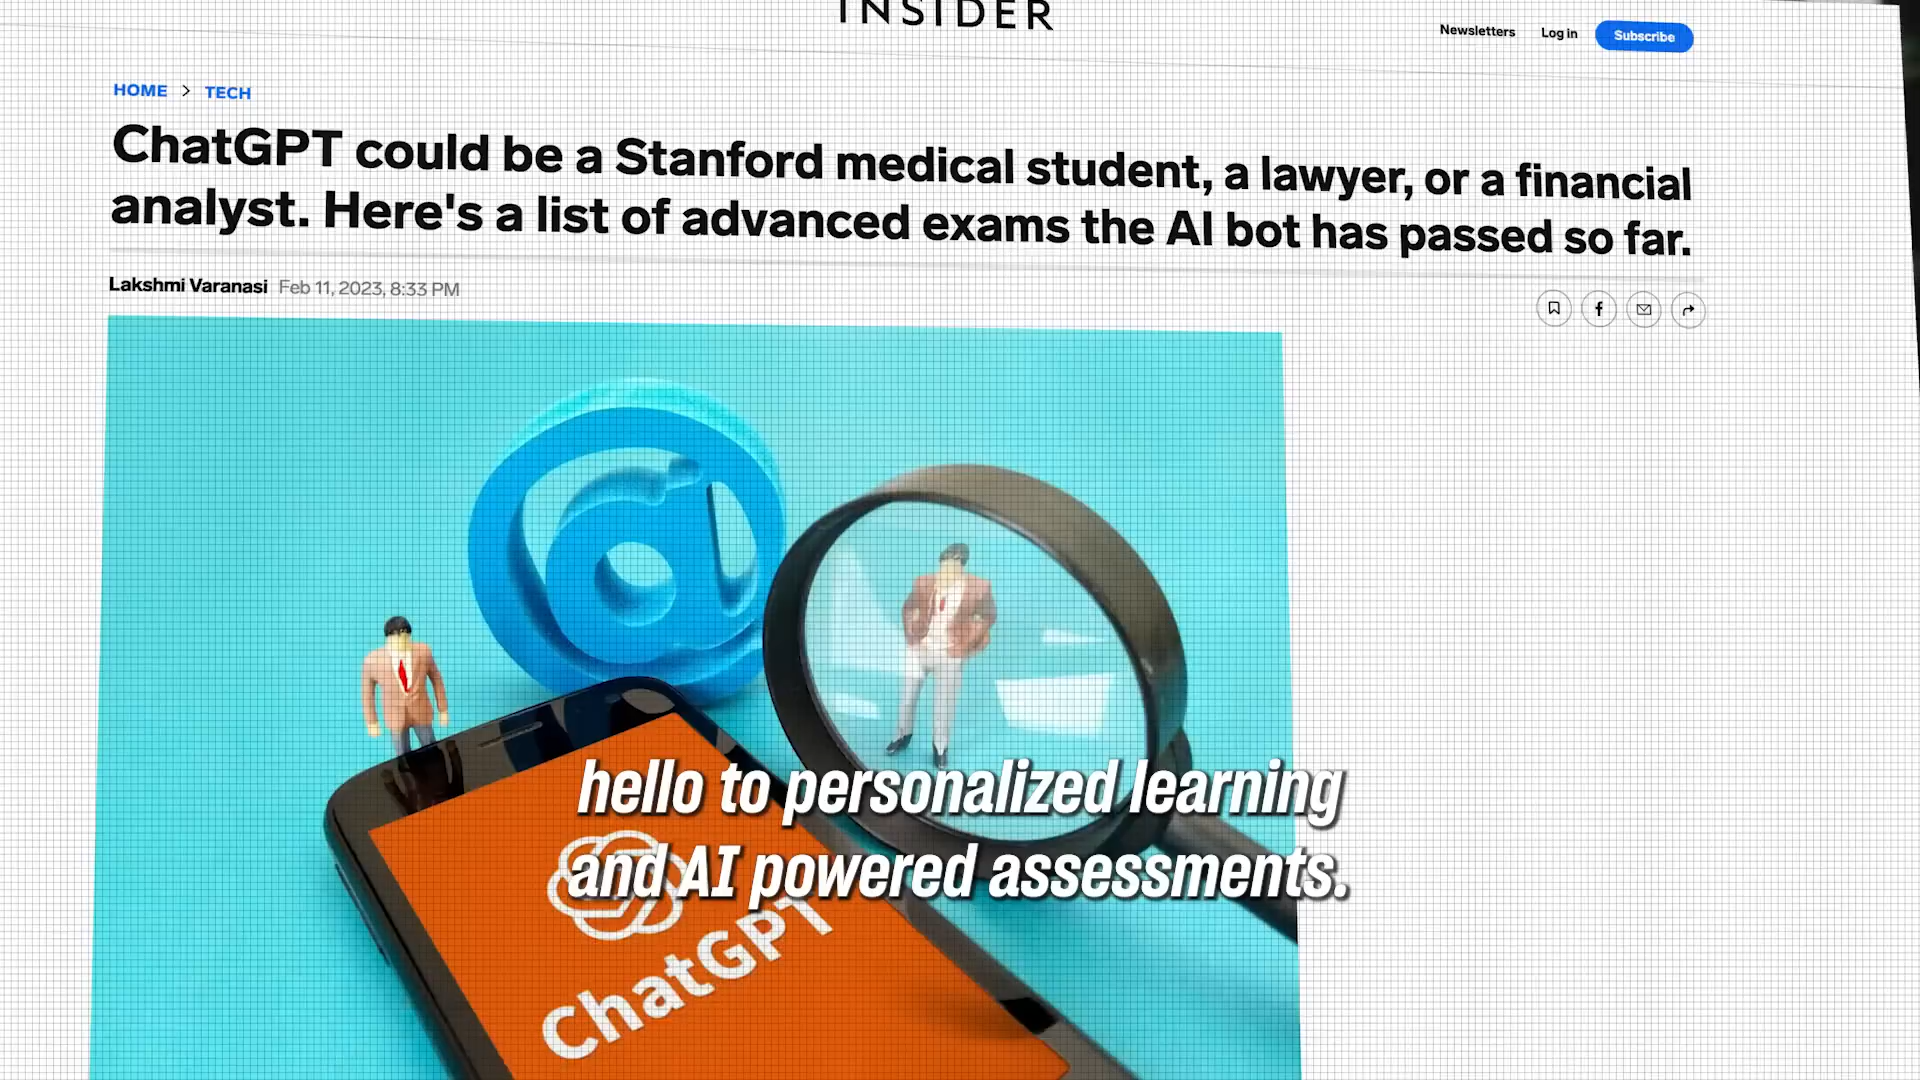 INSIDER
Newsletters Log in Subscribe
HOME > TECH
ChatGPT could be a Stanford medical student, a lawyer, or a financial
analyst. Here's a list of advanced exams the AI bot has passed so far.
Lakshmi Varanasi Feb 11, 2023, 8:33 PM
hello to personalized learning
and AI powered assessments.
ChatGPT